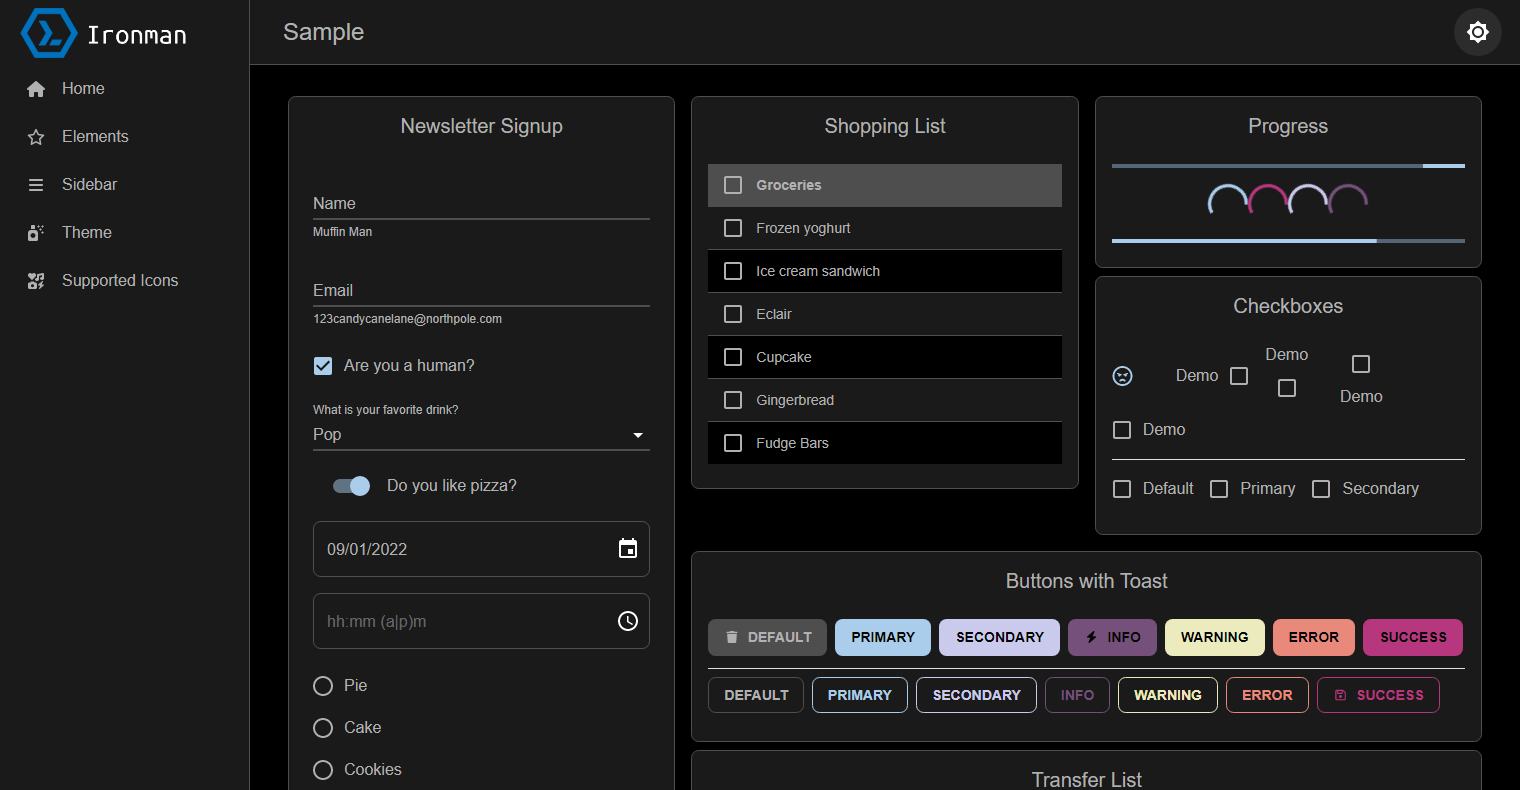 Ironman
Home
Elements
Sidebar
Theme
Supported Icons
Sample
Newsletter Signup
Name
Muffin Man
Email
123candycanelane@northpole.com
Are you a human?
What is your favorite drink?
Pop
Do you like pizza?
09/01/2022
hh:mm (a|p)m
Pie
Cake
Cookies
Shopping List
Groceries
Frozen yoghurt
Ice cream sandwich
Eclair
Cupcake
Gingerbread
Fudge Bars
Progress
Checkboxes
Demo
Demo
Demo
Demo
Default Primary Secondary
Buttons with Toast
DEFAULT PRIMARY SECONDARY INFO WARNING ERROR SUCCESS
DEFAULT PRIMARY SECONDARY INFO WARNING ERROR SUCCESS
Transfer List